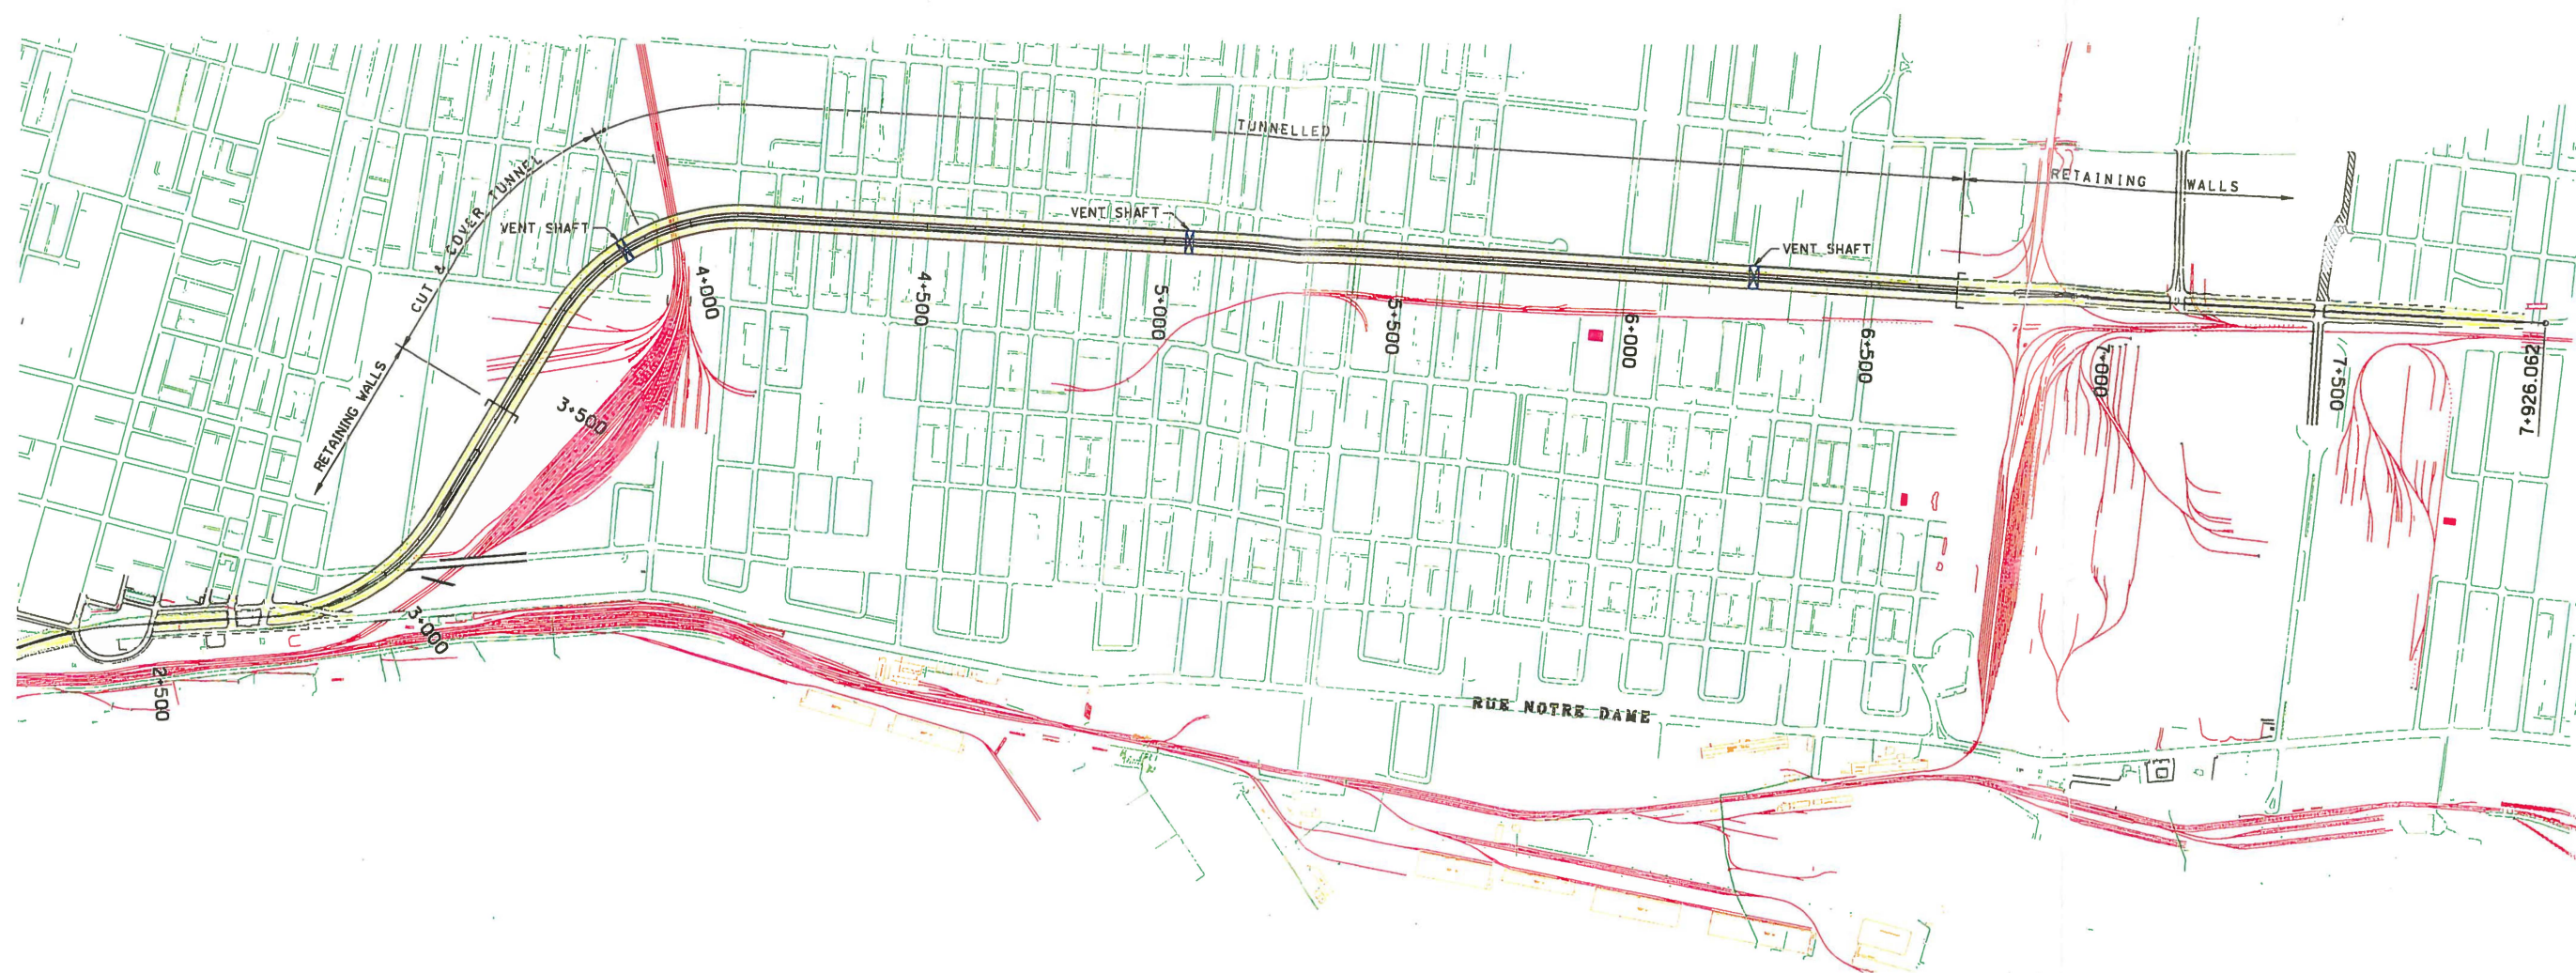 TUNNELLED
CUT & COVER TUNNEL
RETAINING WALLS
VENT SHAFT
VENT SHAFT
VENT SHAFT
RETAINING WALLS
4+000
4+500
5+000
5+500
6+000
6+500
7+000
7+500
7+926.062
3+500
3+000
2+500
RUE NOTRE DAME